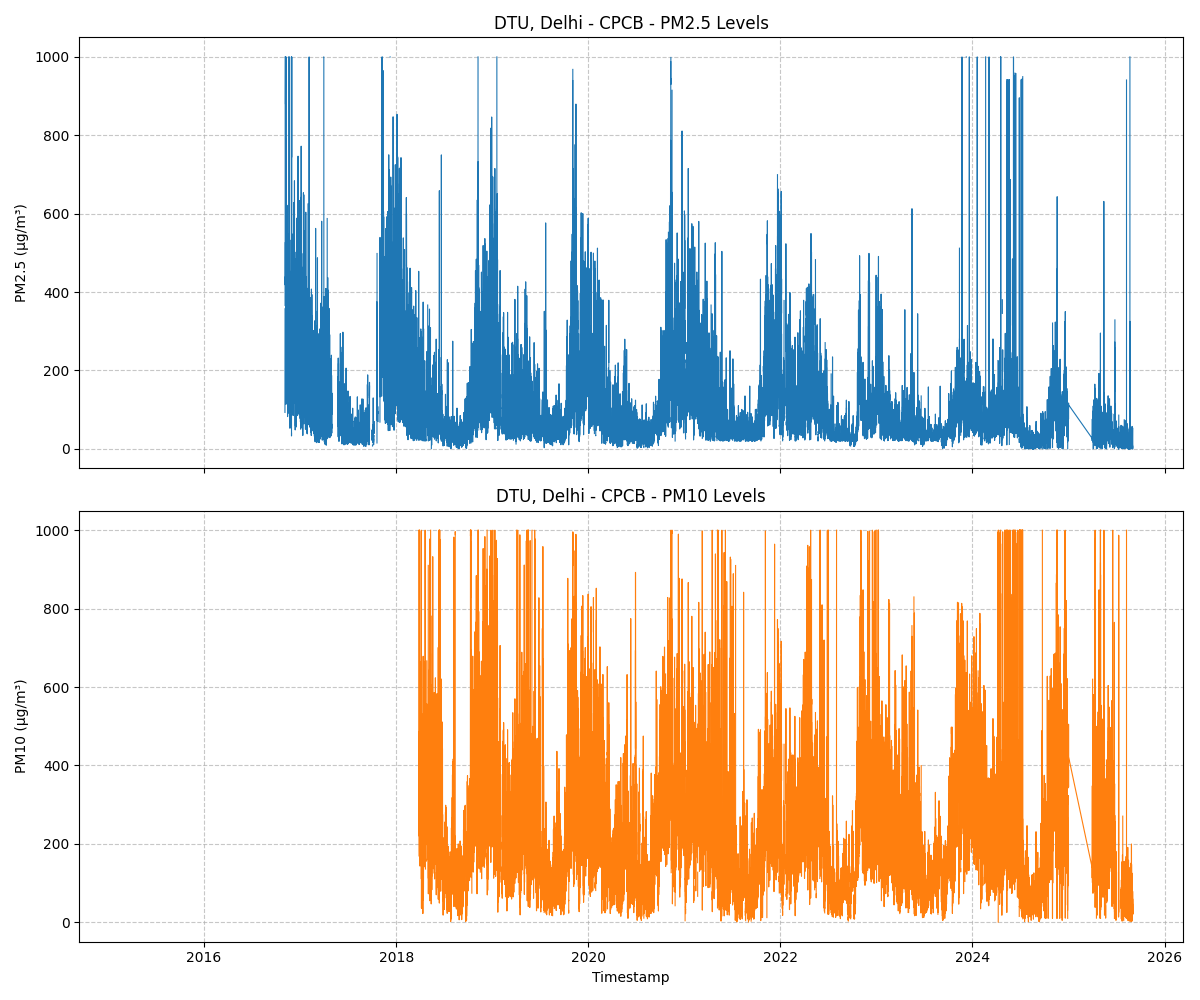 DTU, Delhi - CPCB - PM2.5 Levels
1000
800
600
400
200
0
PM2.5 (µg/m³)
DTU, Delhi - CPCB - PM10 Levels
1000
800
600
400
200
0
PM10 (µg/m³)
2016 2018 2020 2022 2024 2026
Timestamp